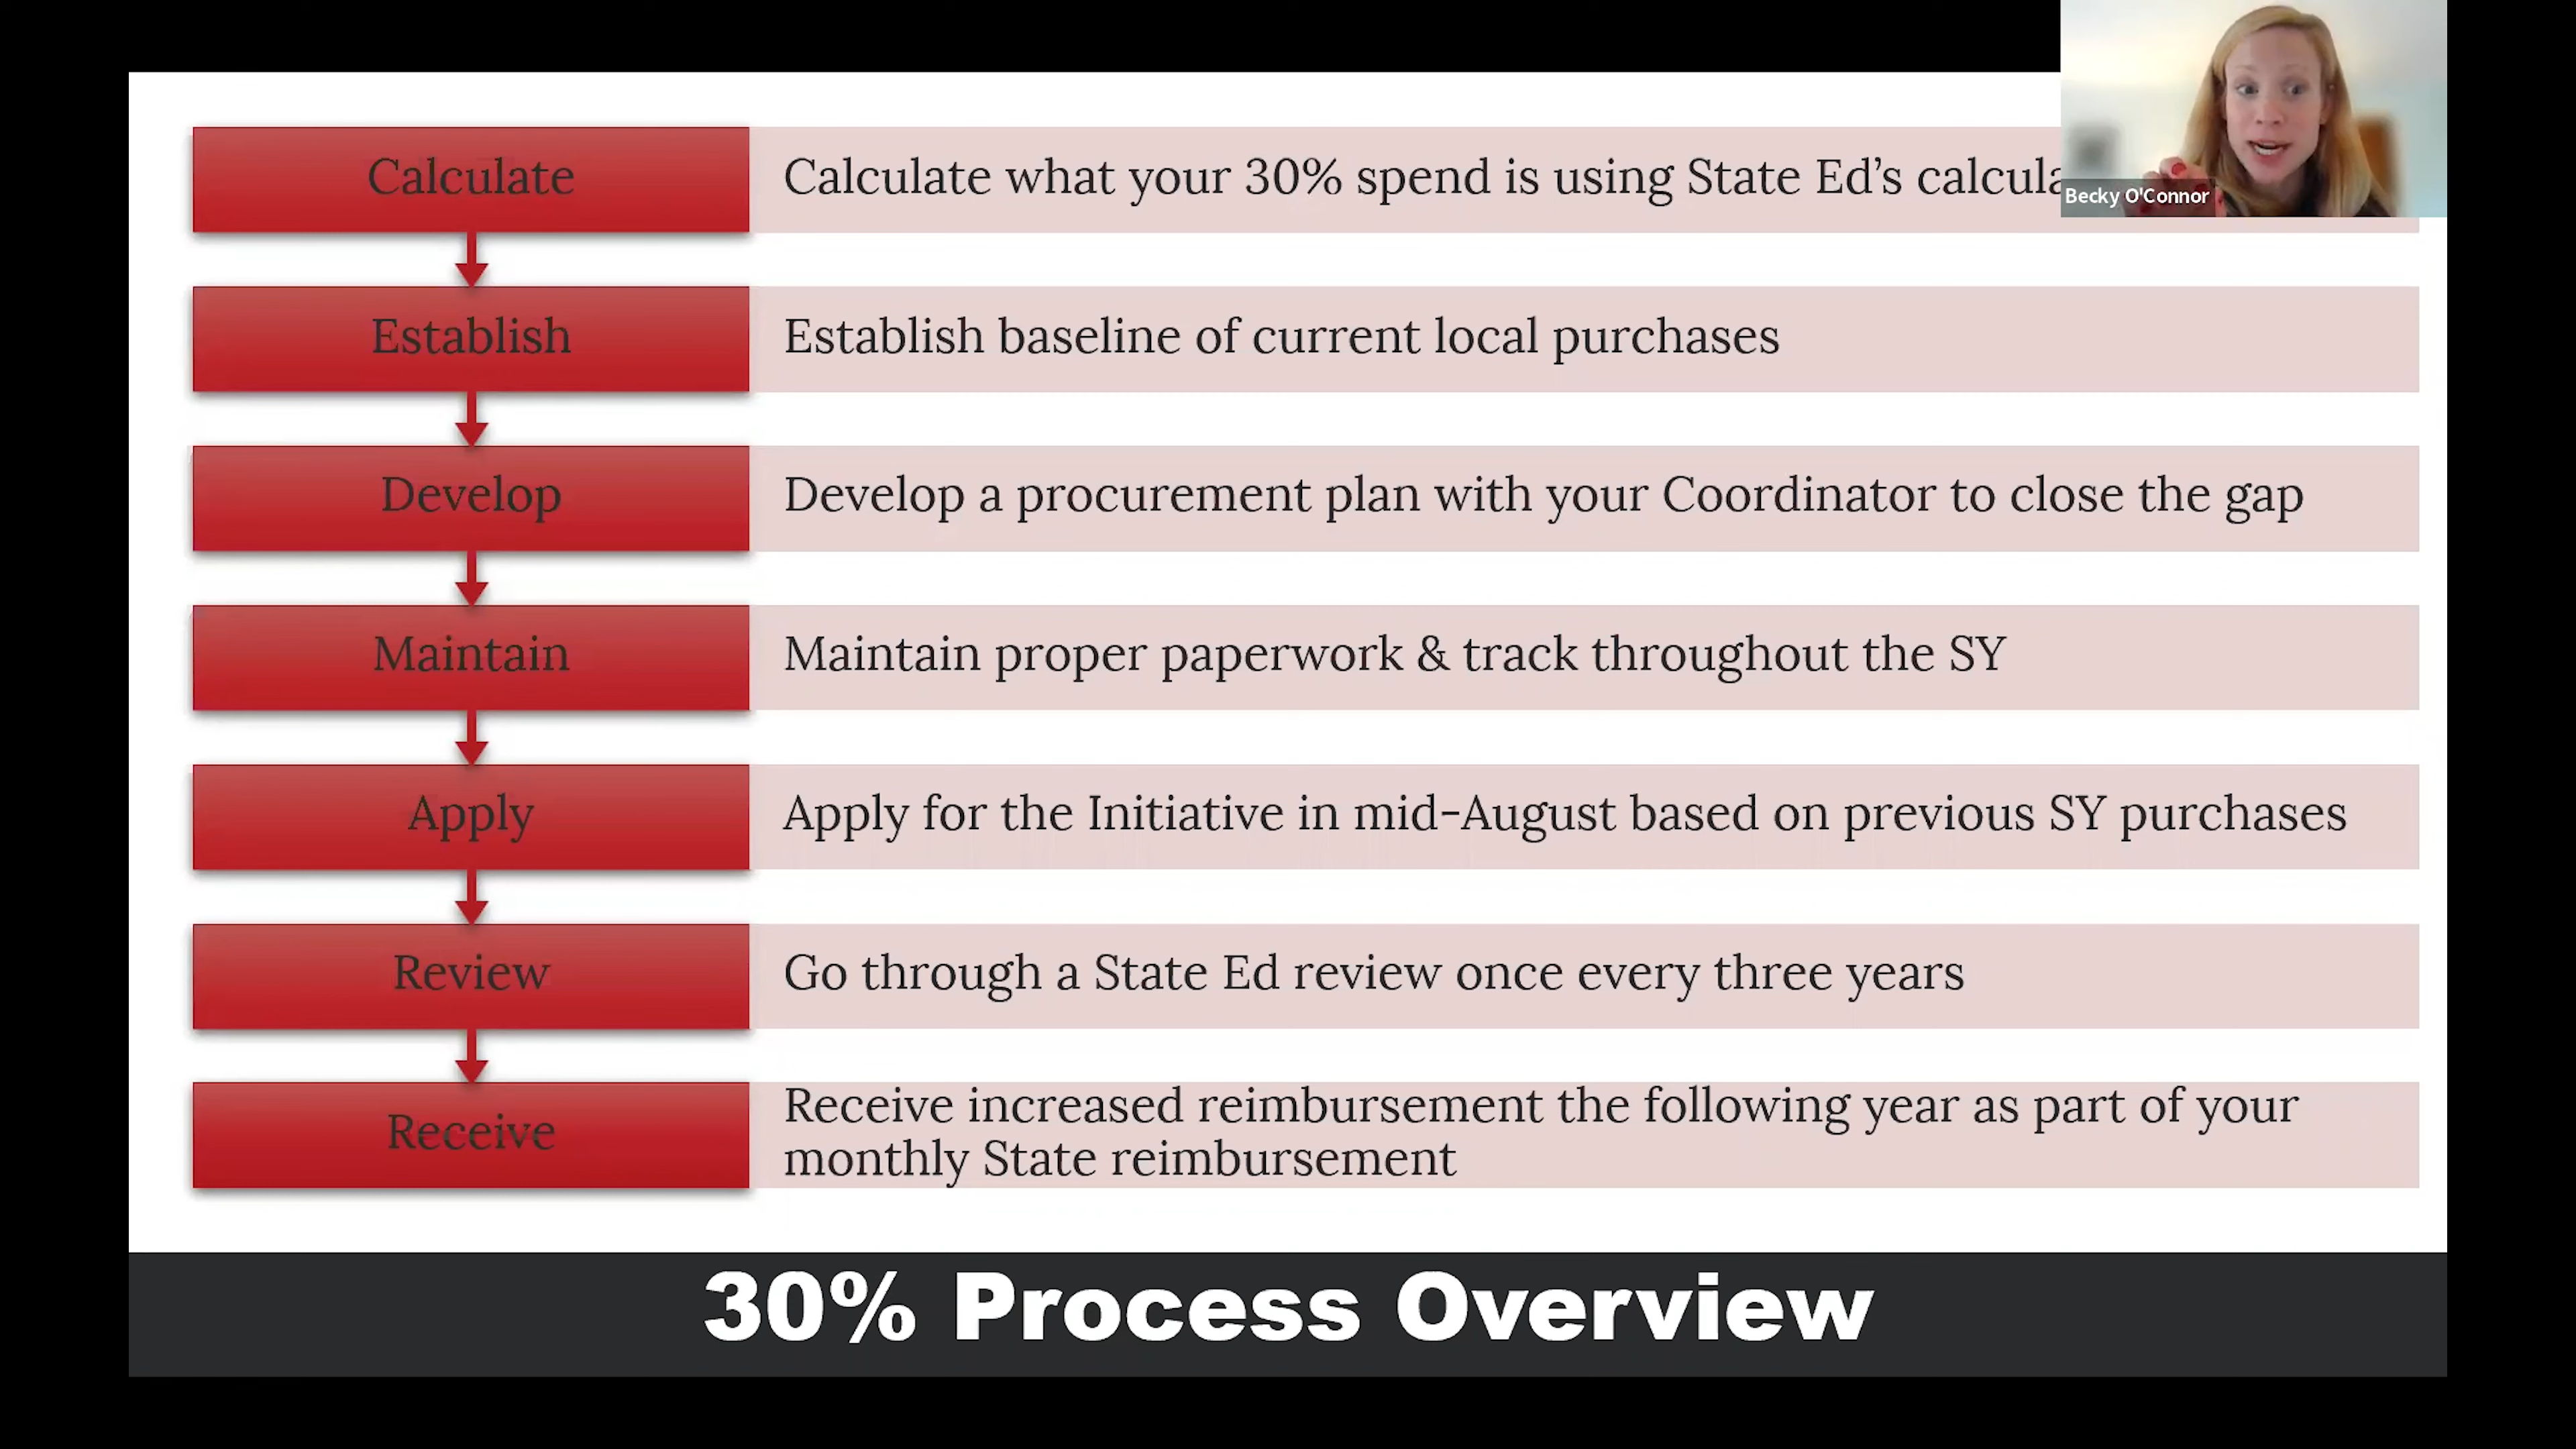 Calculate
Calculate what your 30% spend is using State Ed's
Becky O'Connor
Establish
Establish baseline of current local purchases
Develop
Develop a procurement plan with your Coordinator to close the gap
Maintain
Maintain proper paperwork & track throughout the SY
Apply
Apply for the Initiative in mid-August based on previous SY purchases
Review
Go through a State Ed review once every three years
Receive
Receive increased reimbursement the following year as part of your
monthly State reimbursement
30% Process Overview